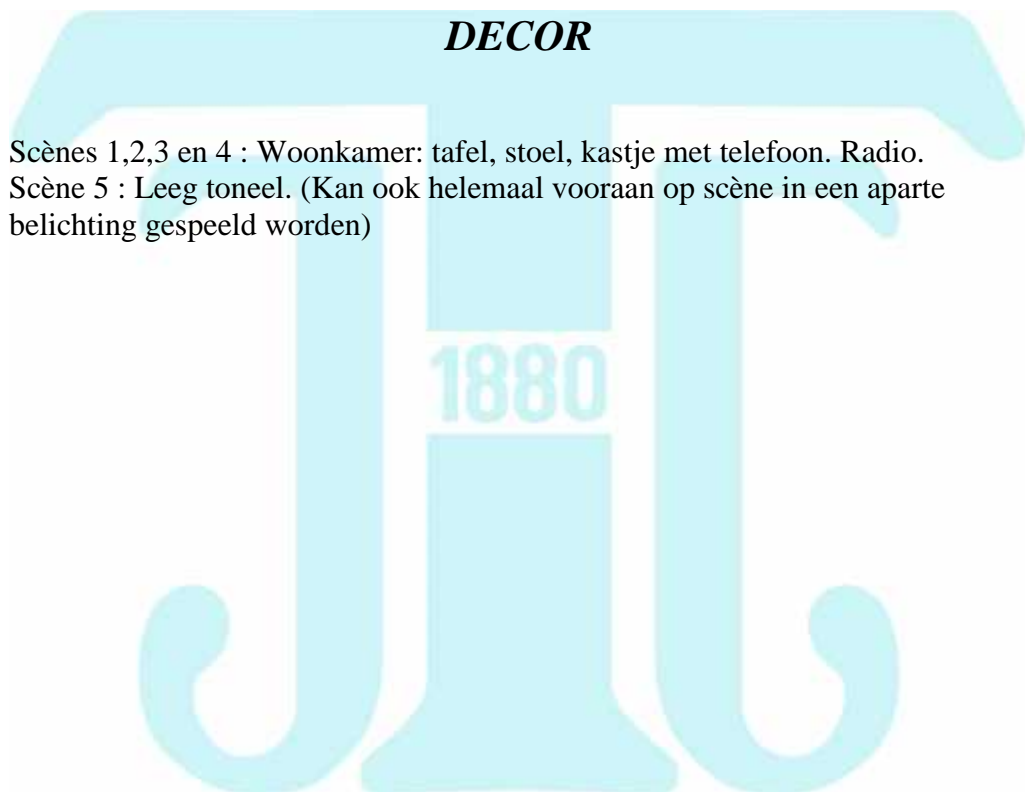 DECOR
Scènes 1,2,3 en 4 : Woonkamer: tafel, stoel, kastje met telefoon. Radio.
Scène 5 : Leeg toneel. (Kan ook helemaal vooraan op scène in een aparte
belichting gespeeld worden)
1880